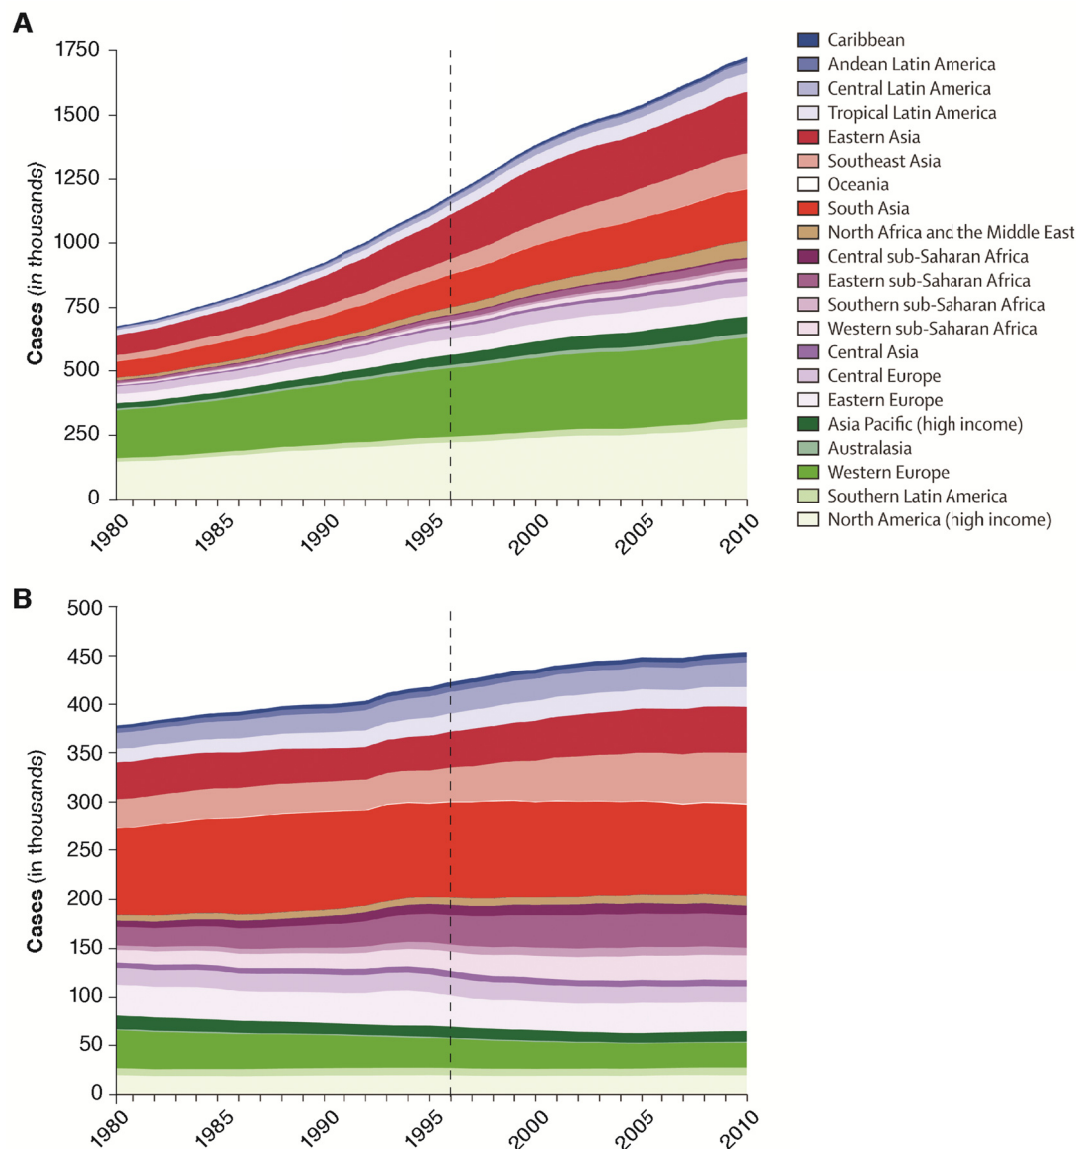 A
1750
1500
1250
1000
750
500
250
0
Cases (in thousands)
1980
1985
1990
1995
2000
2005
2010
Caribbean
Andean Latin America
Central Latin America
Tropical Latin America
Eastern Asia
Southeast Asia
Oceania
South Asia
North Africa and the Middle East
Central sub-Saharan Africa
Eastern sub-Saharan Africa
Southern sub-Saharan Africa
Western sub-Saharan Africa
Central Asia
Central Europe
Eastern Europe
Asia Pacific (high income)
Australasia
Western Europe
Southern Latin America
North America (high income)
B
500
450
400
350
300
250
200
150
100
50
0
Cases (in thousands)
1980
1985
1990
1995
2000
2005
2010